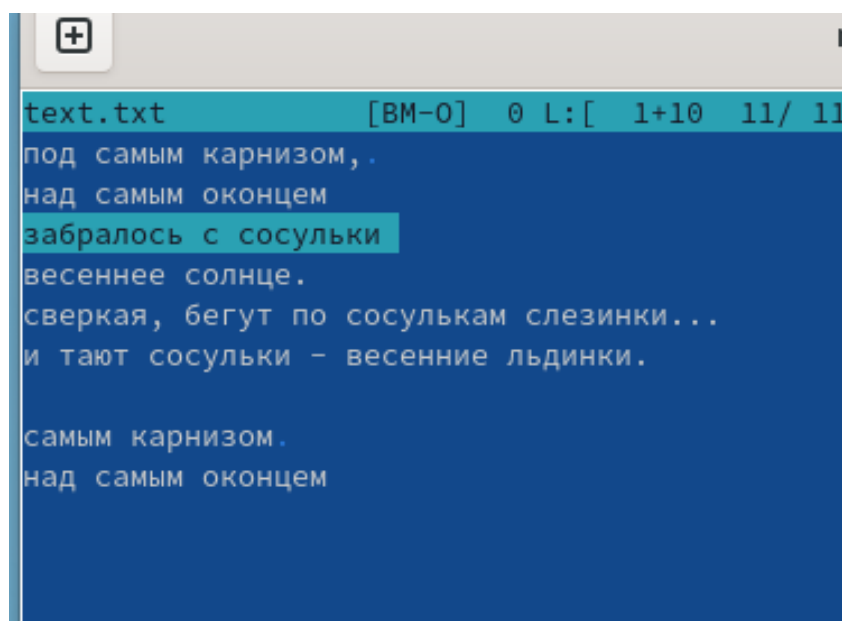 text.txt [BM-O] 0 L:[ 1+10 11/ 11
под самым карнизом,.
над самым оконцем
забралось с сосульки
весеннее солнце.
сверкая, бегут по сосулькам слезинки...
и тают сосульки - весенние льдинки.
самым карнизом.
над самым оконцем